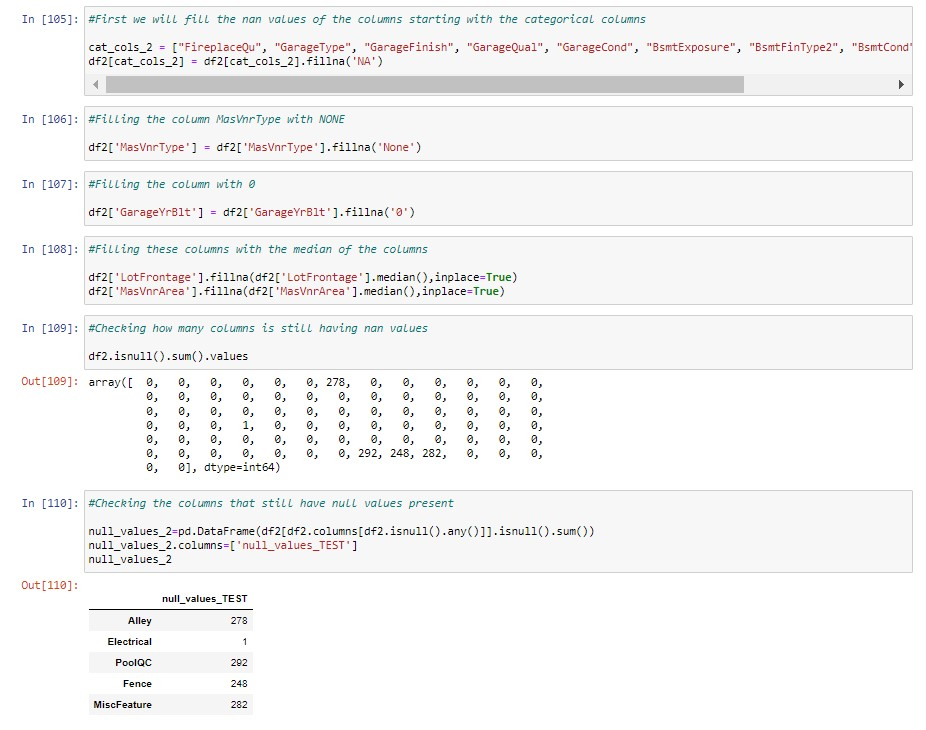 In [105]: #First we will fill the nan values of the columns starting with the categorical columns
cat_cols_2 = ["FireplaceQu", "GarageType", "GarageFinish", "GarageQual", "GarageCond", "BsmtExposure", "BsmtFinType2", "BsmtCond"
df2[cat_cols_2] = df2[cat_cols_2].fillna('NA')
In [106]: #Filling the column MasVnrType with NONE
df2['MasVnrType'] = df2['MasVnrType'].fillna('None')
In [107]: #Filling the column with 0
df2['GarageYrBlt'] = df2['GarageYrBlt'].fillna('0')
In [108]: #Filling these columns with the median of the columns
df2['LotFrontage'].fillna(df2['LotFrontage'].median(),inplace=True)
df2['MasVnrArea'].fillna(df2['MasVnrArea'].median(),inplace=True)
In [109]: #Checking how many columns is still having nan values
df2.isnull().sum().values
Out[109]: array([ 0, 0, 0, 0, 0, 0, 278, 0, 0, 0, 0, 0, 0,
0, 0, 0, 0, 0, 0, 0, 0, 0, 0, 0, 0, 0,
0, 0, 0, 0, 0, 0, 0, 0, 0, 0, 0, 0, 0,
0, 0, 0, 1, 0, 0, 0, 0, 0, 0, 0, 0, 0,
0, 0, 0, 0, 0, 0, 0, 0, 0, 0, 0, 0, 0,
0, 0, 0, 0, 0, 0, 0, 292, 248, 282, 0, 0, 0,
0, 0], dtype=int64)
In [110]: #Checking the columns that still have null values present
null_values_2=pd.DataFrame(df2[df2.columns[df2.isnull().any()]].isnull().sum())
null_values_2.columns=['null_values_TEST']
null_values_2
Out[110]:
null_values_TEST
Alley 278
Electrical 1
PoolQC 292
Fence 248
MiscFeature 282